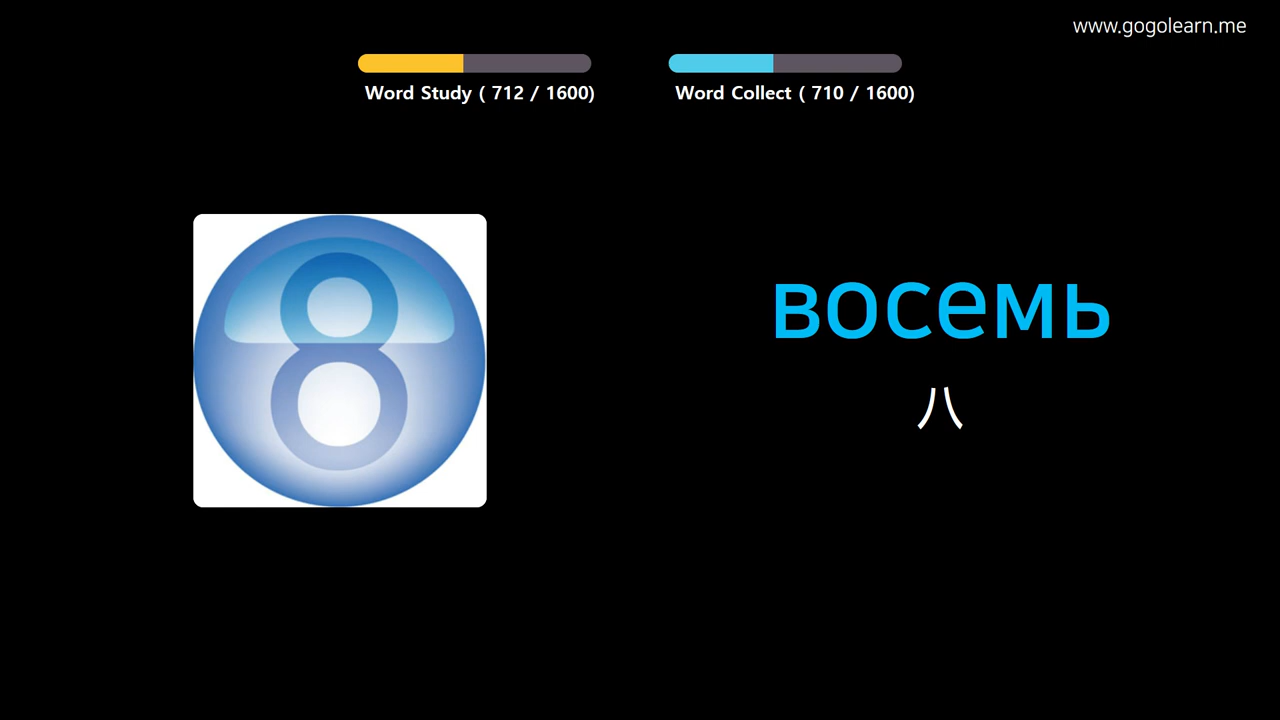 www.gogolearn.me
Word Study ( 712 / 1600)
Word Collect ( 710 / 1600)
8
восемь
八